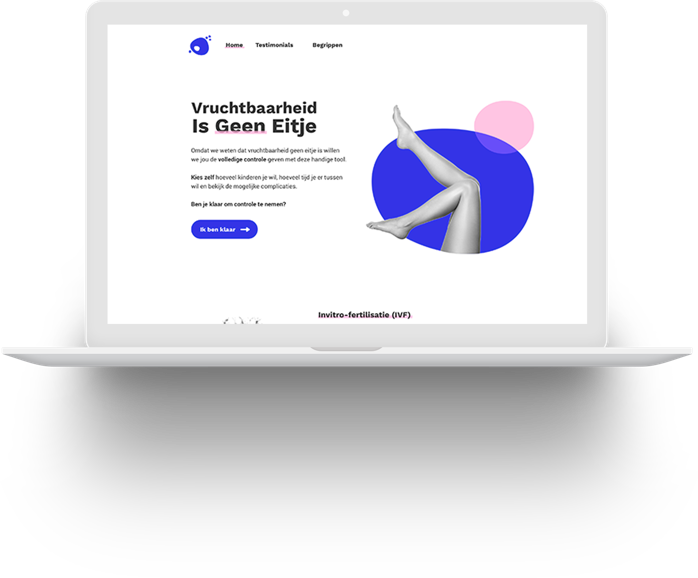 Home Testimonials Begrippen
Vruchtbaarheid
Is Geen Eitje
Omdat we weten dat vruchtbaarheid geen eitje is willen
we jou de volledige controle geven met deze handige tool.
Kies zelf hoeveel kinderen je wil, hoeveel tijd je er tussen
wil en bekijk de mogelijke complicaties.
Ben je klaar om controle te nemen?
Ik ben klaar
Invitro-fertilisatie (IVF)